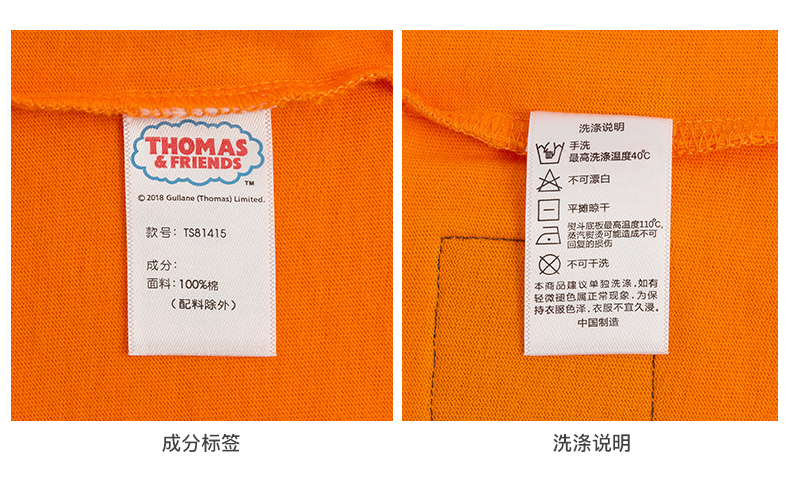 THOMAS
& FRIENDS
TM
© 2018 Gullane (Thomas) Limited.
款号: TS81415
成分:
面料: 100%棉
（配料除外）
成分标签
洗涤说明
手洗
最高洗涤温度40℃
不可漂白
平摊晾干
熨斗底板最高温度110℃,
蒸汽熨烫可能造成不可
回复的损伤
不可干洗
本商品建议单独洗涤, 如有
轻微褪色属正常现象, 为保
持衣服色泽, 衣服不宜久浸。
中国制造
洗涤说明